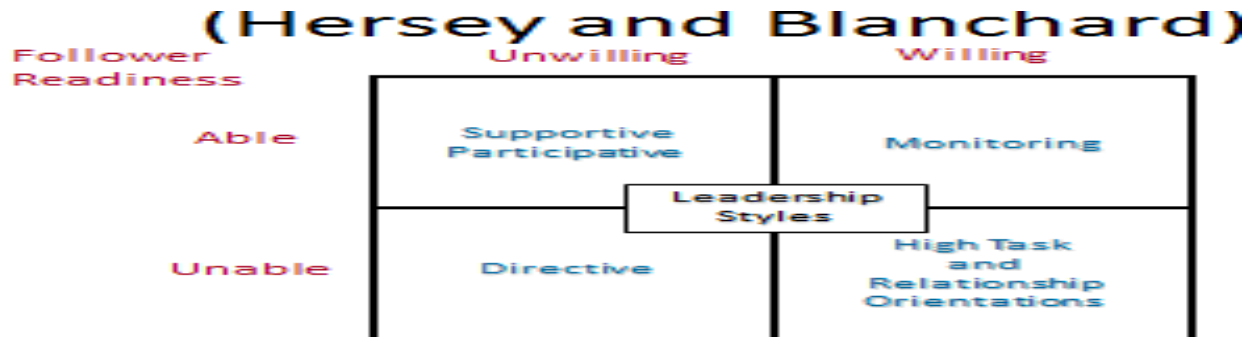 (Hersey and Blanchard)
Follower
Readiness
Unwilling
Willing
Able
Supportive
Participative
Monitoring
Leadership
Styles
Unable
Directive
High Task
and
Relationship
Orientations